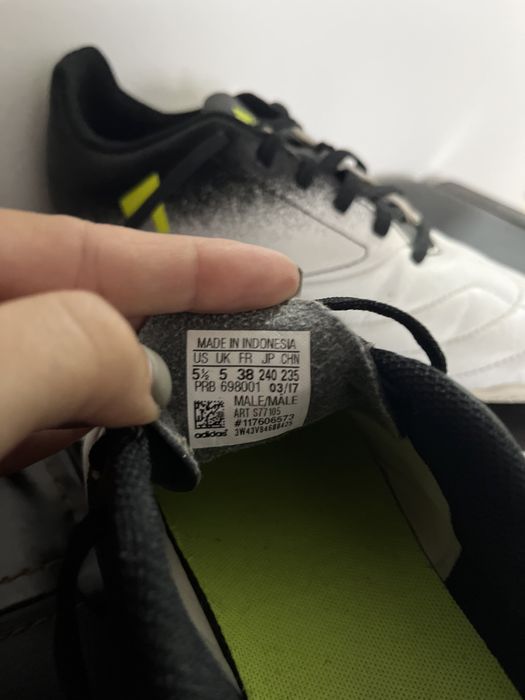 MADE IN INDONESIA
US UK FR JP CHN
5½ 5 38 240 235
PRB 698001 03/17
MALE/MALE
ART S77105
#117606573
adidas 3W43V84688425